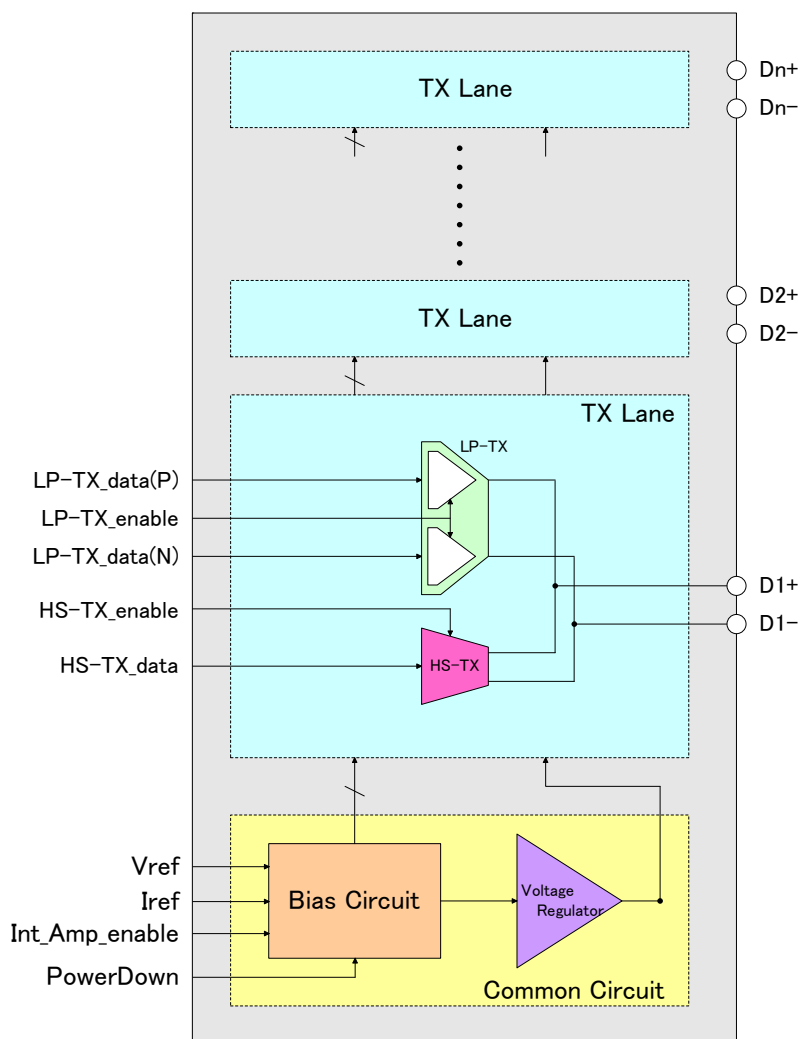 Dn+
TX Lane
Dn-
D2+
TX Lane
D2-
TX Lane
LP-TX
LP-TX_data(P)
LP-TX_enable
LP-TX_data(N)
D1+
HS-TX_enable
D1-
HS-TX_data
HS-TX
Vref
Iref
Int_Amp_enable
PowerDown
Bias Circuit
Voltage
Regulator
Common Circuit